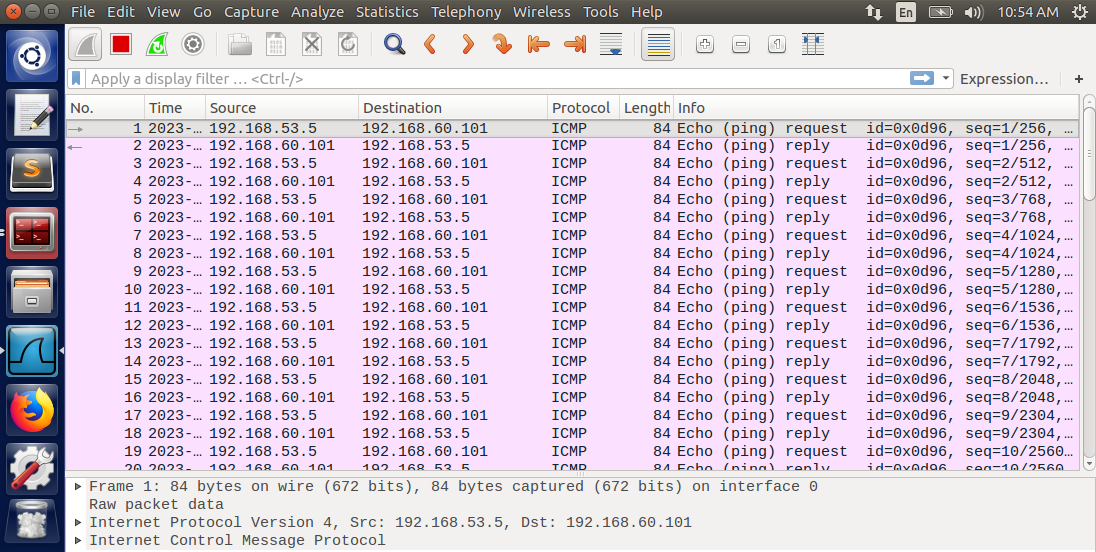 File Edit View Go Capture Analyze Statistics Telephony Wireless Tools Help En 10:54 AM
Apply a display filter … <Ctrl-/> Expression… +
No. Time Source Destination Protocol Length Info
1 2023-… 192.168.53.5 192.168.60.101 ICMP 84 Echo (ping) request id=0x0d96, seq=1/256, …
2 2023-… 192.168.60.101 192.168.53.5 ICMP 84 Echo (ping) reply id=0x0d96, seq=1/256, …
3 2023-… 192.168.53.5 192.168.60.101 ICMP 84 Echo (ping) request id=0x0d96, seq=2/512, …
4 2023-… 192.168.60.101 192.168.53.5 ICMP 84 Echo (ping) reply id=0x0d96, seq=2/512, …
5 2023-… 192.168.53.5 192.168.60.101 ICMP 84 Echo (ping) request id=0x0d96, seq=3/768, …
6 2023-… 192.168.60.101 192.168.53.5 ICMP 84 Echo (ping) reply id=0x0d96, seq=3/768, …
7 2023-… 192.168.53.5 192.168.60.101 ICMP 84 Echo (ping) request id=0x0d96, seq=4/1024,…
8 2023-… 192.168.60.101 192.168.53.5 ICMP 84 Echo (ping) reply id=0x0d96, seq=4/1024,…
9 2023-… 192.168.53.5 192.168.60.101 ICMP 84 Echo (ping) request id=0x0d96, seq=5/1280,…
10 2023-… 192.168.60.101 192.168.53.5 ICMP 84 Echo (ping) reply id=0x0d96, seq=5/1280,…
11 2023-… 192.168.53.5 192.168.60.101 ICMP 84 Echo (ping) request id=0x0d96, seq=6/1536,…
12 2023-… 192.168.60.101 192.168.53.5 ICMP 84 Echo (ping) reply id=0x0d96, seq=6/1536,…
13 2023-… 192.168.53.5 192.168.60.101 ICMP 84 Echo (ping) request id=0x0d96, seq=7/1792,…
14 2023-… 192.168.60.101 192.168.53.5 ICMP 84 Echo (ping) reply id=0x0d96, seq=7/1792,…
15 2023-… 192.168.53.5 192.168.60.101 ICMP 84 Echo (ping) request id=0x0d96, seq=8/2048,…
16 2023-… 192.168.60.101 192.168.53.5 ICMP 84 Echo (ping) reply id=0x0d96, seq=8/2048,…
17 2023-… 192.168.53.5 192.168.60.101 ICMP 84 Echo (ping) request id=0x0d96, seq=9/2304,…
18 2023-… 192.168.60.101 192.168.53.5 ICMP 84 Echo (ping) reply id=0x0d96, seq=9/2304,…
19 2023-… 192.168.53.5 192.168.60.101 ICMP 84 Echo (ping) request id=0x0d96, seq=10/2560…
20 2023-… 192.168.60.101 192.168.53.5 ICMP 84 Echo (ping) reply id=0x0d96, seq=10/2560…
Frame 1: 84 bytes on wire (672 bits), 84 bytes captured (672 bits) on interface 0
Raw packet data
Internet Protocol Version 4, Src: 192.168.53.5, Dst: 192.168.60.101
Internet Control Message Protocol